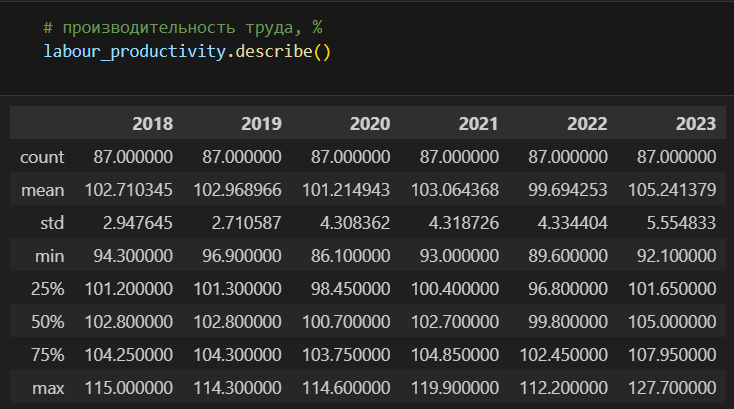 # производительность труда, %
labour_productivity.describe()
2018 2019 2020 2021 2022 2023
count 87.000000 87.000000 87.000000 87.000000 87.000000 87.000000
mean 102.710345 102.968966 101.214943 103.064368 99.694253 105.241379
std 2.947645 2.710587 4.308362 4.318726 4.334404 5.554833
min 94.300000 96.900000 86.100000 93.000000 89.600000 92.100000
25% 101.200000 101.300000 98.450000 100.400000 96.800000 101.650000
50% 102.800000 102.800000 100.700000 102.700000 99.800000 105.000000
75% 104.250000 104.300000 103.750000 104.850000 102.450000 107.950000
max 115.000000 114.300000 114.600000 119.900000 112.200000 127.700000